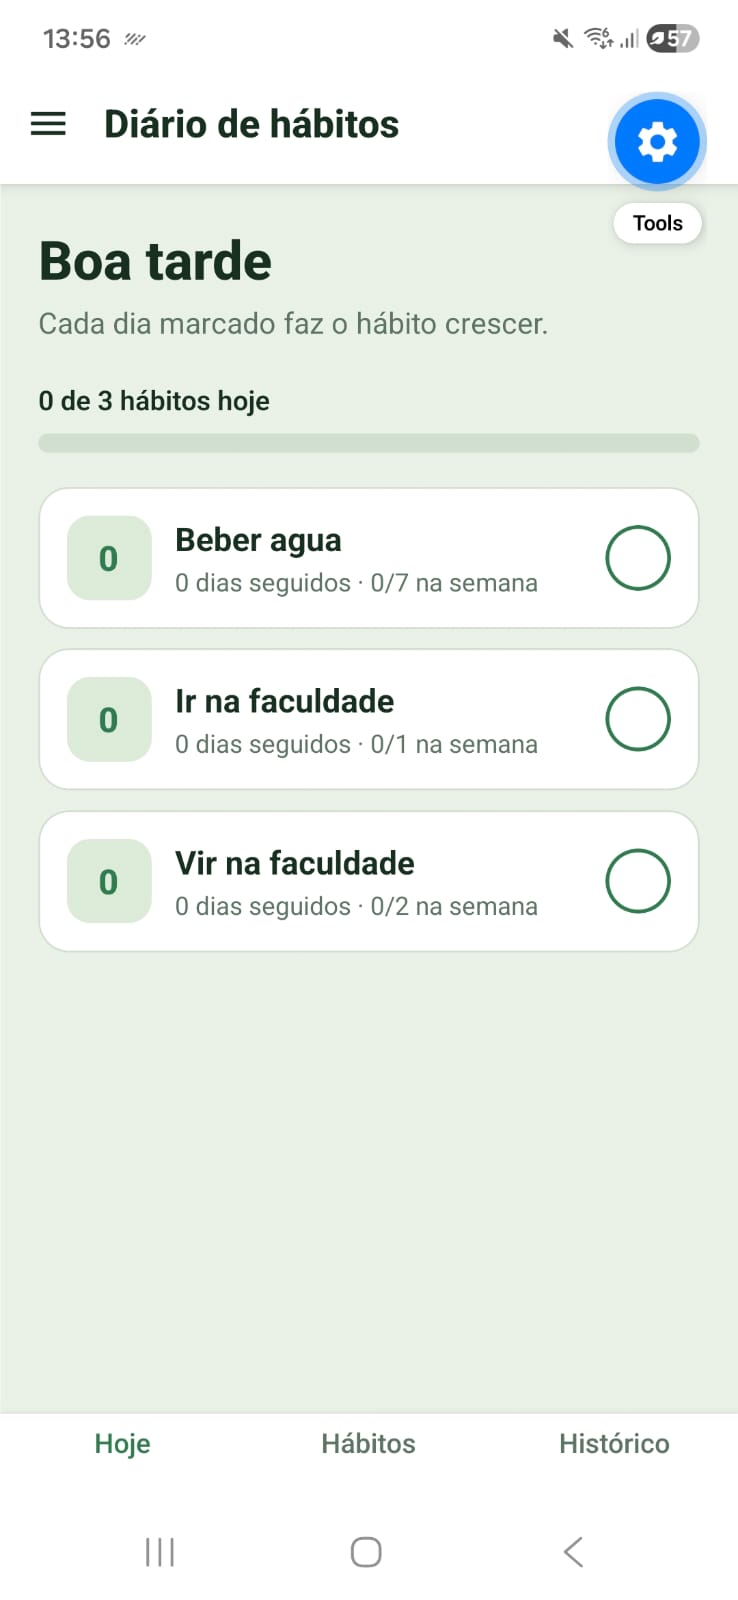 13:56
57
Diário de hábitos
Tools
Boa tarde
Cada dia marcado faz o hábito crescer.
0 de 3 hábitos hoje
0
Beber agua
0 dias seguidos · 0/7 na semana
0
Ir na faculdade
0 dias seguidos · 0/1 na semana
0
Vir na faculdade
0 dias seguidos · 0/2 na semana
Hoje
Hábitos
Histórico